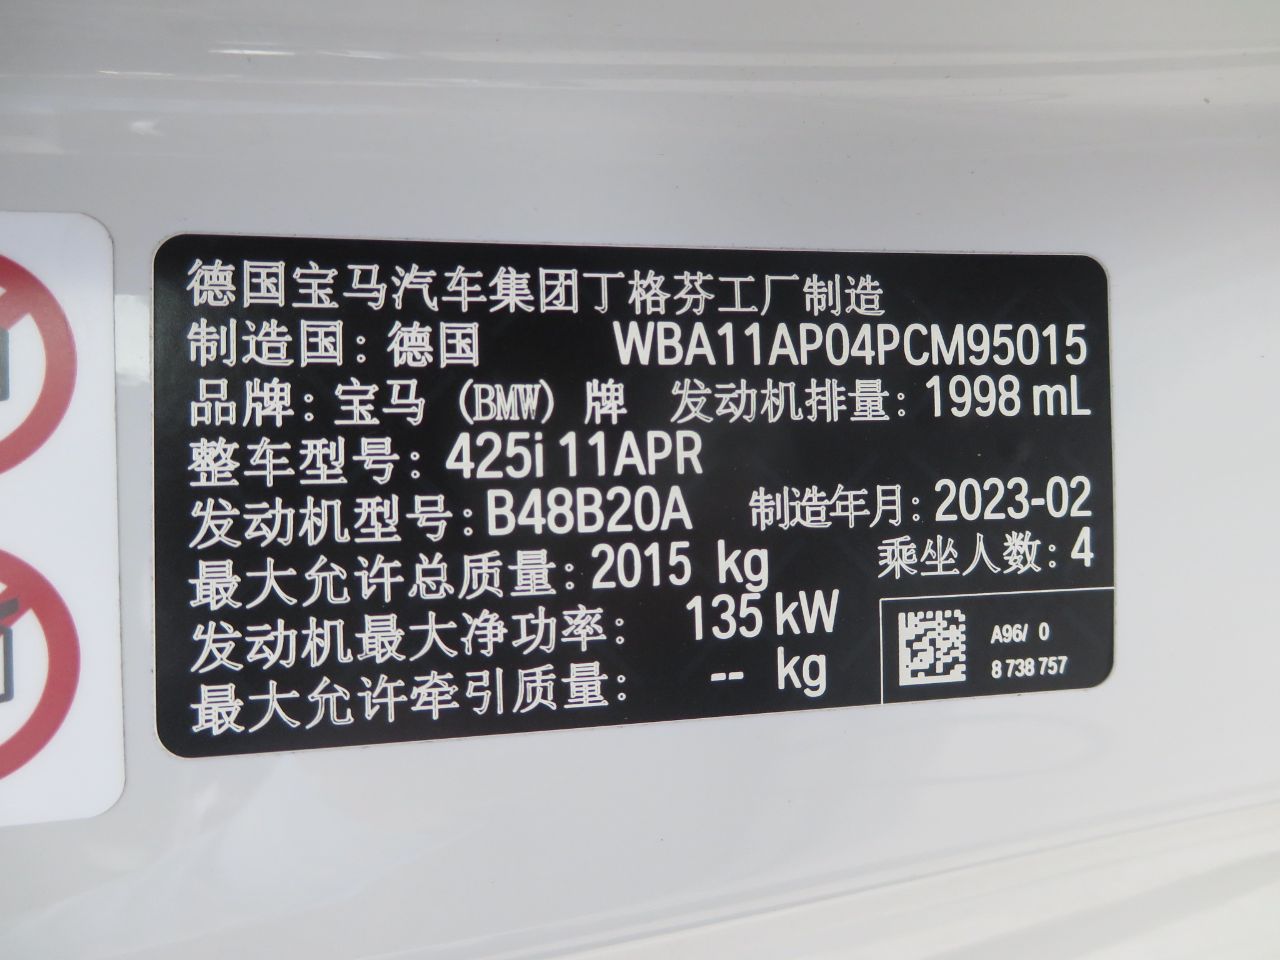 德国宝马汽车集团丁格芬工厂制造
制造国：德国 WBA11AP04PCM95015
品牌：宝马（BMW）牌 发动机排量：1998 mL
整车型号：425i 11APR
发动机型号：B48B20A 制造年月：2023-02
最大允许总质量：2015 kg 乘坐人数：4
发动机最大净功率： 135 kW
最大允许牵引质量： -- kg
A96/ 0
8 738 757